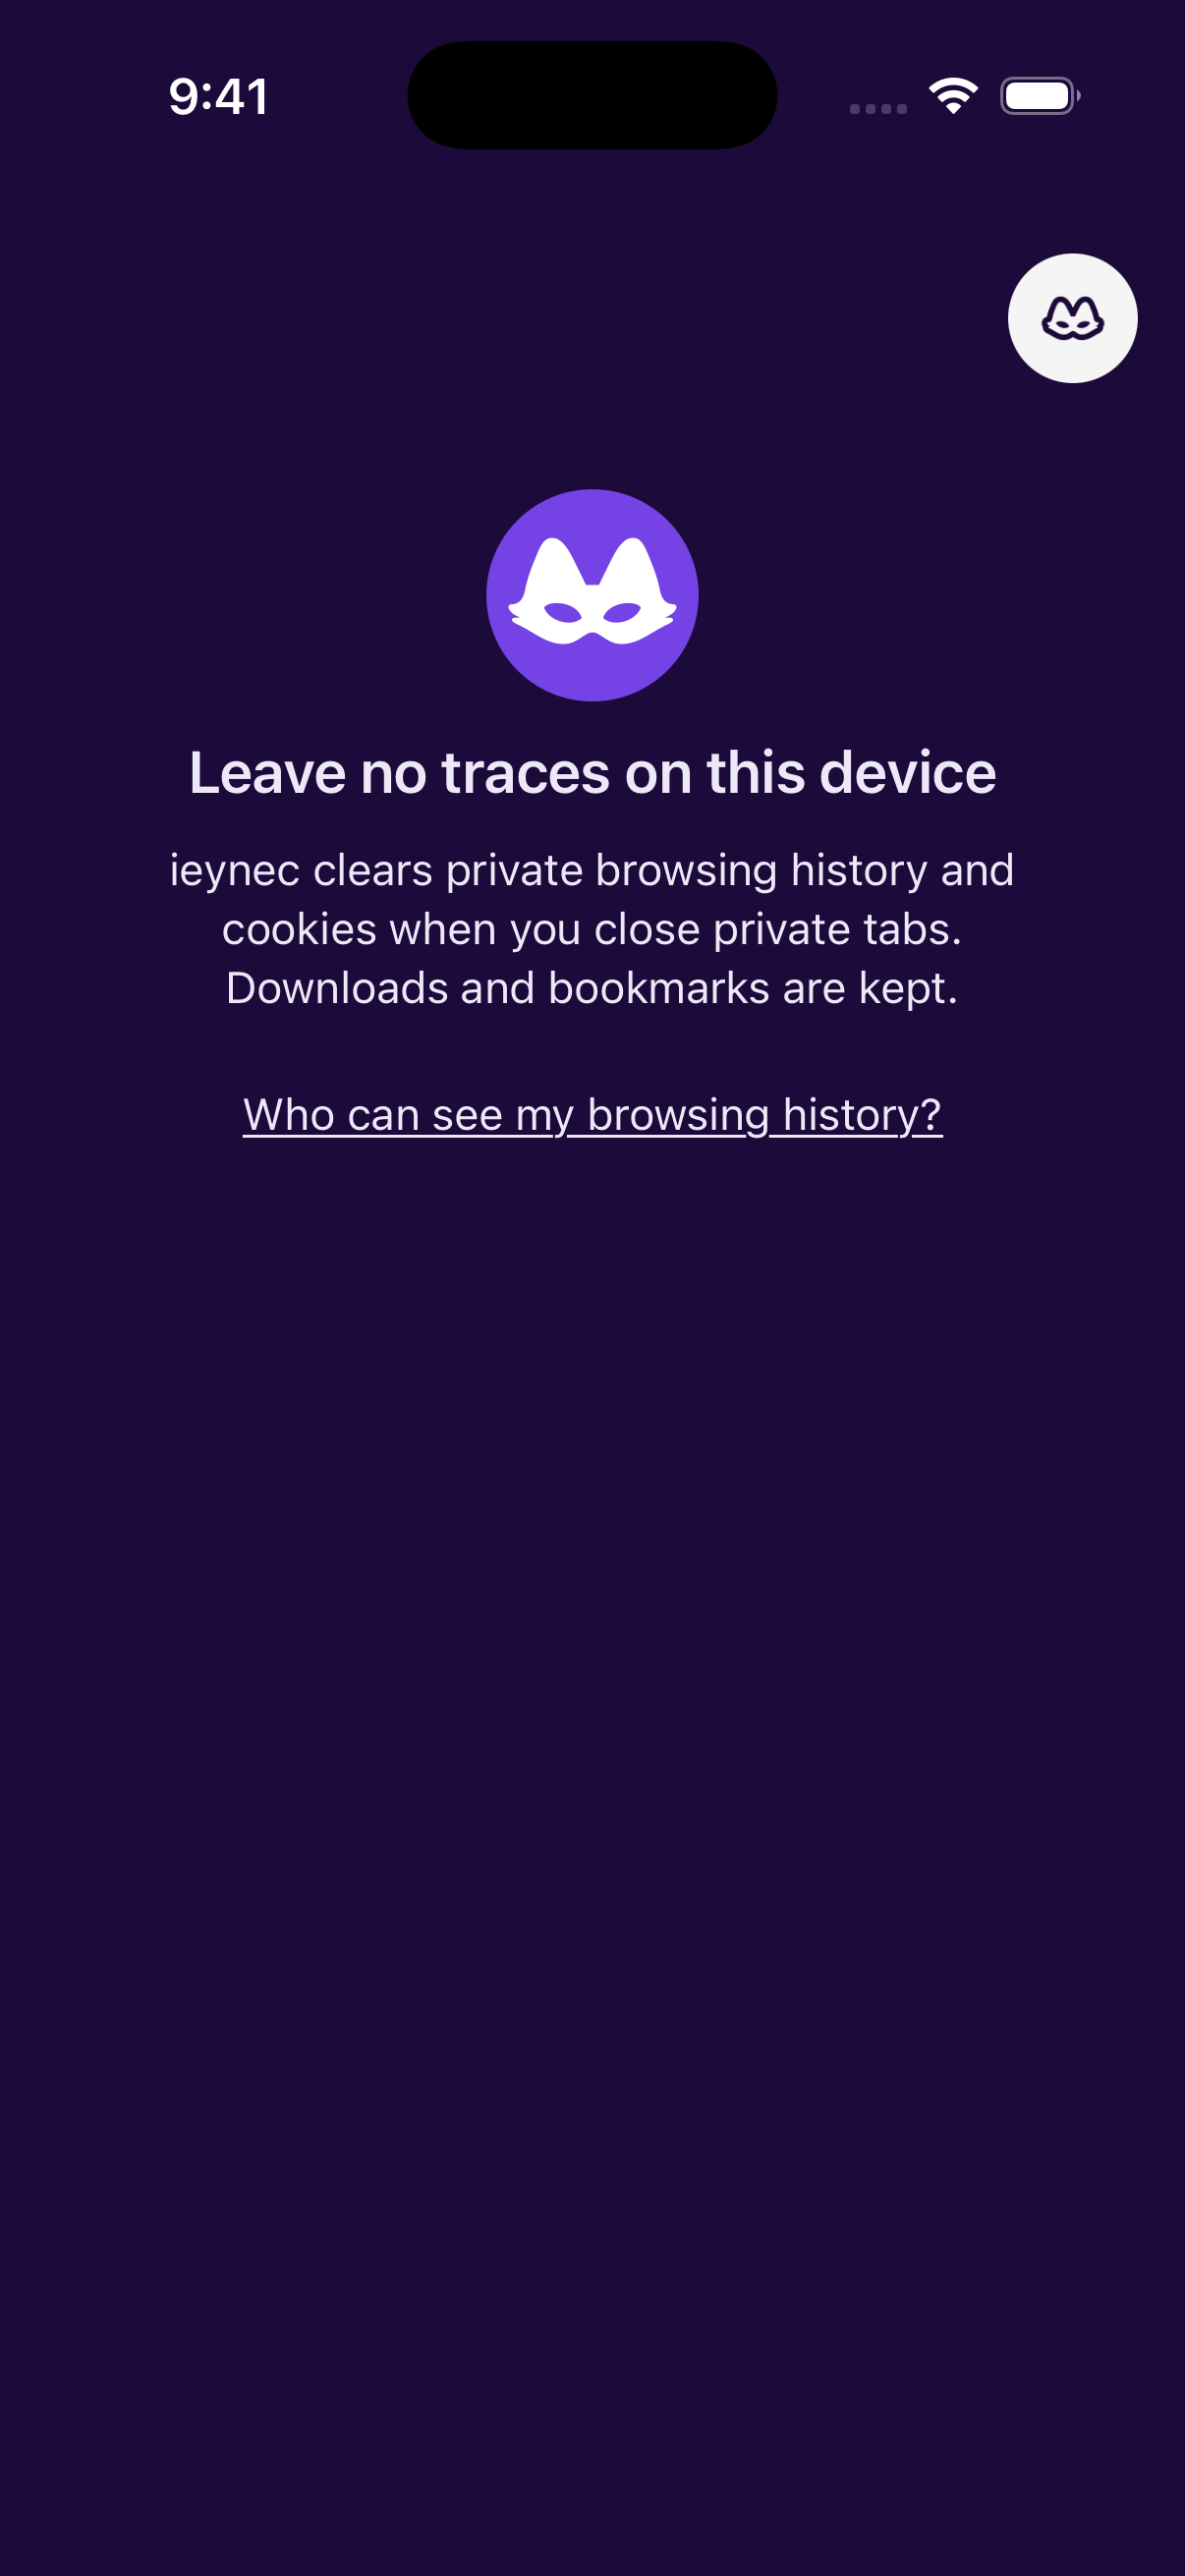 9:41
Leave no traces on this device
ieynec clears private browsing history and
cookies when you close private tabs.
Downloads and bookmarks are kept.
Who can see my browsing history?